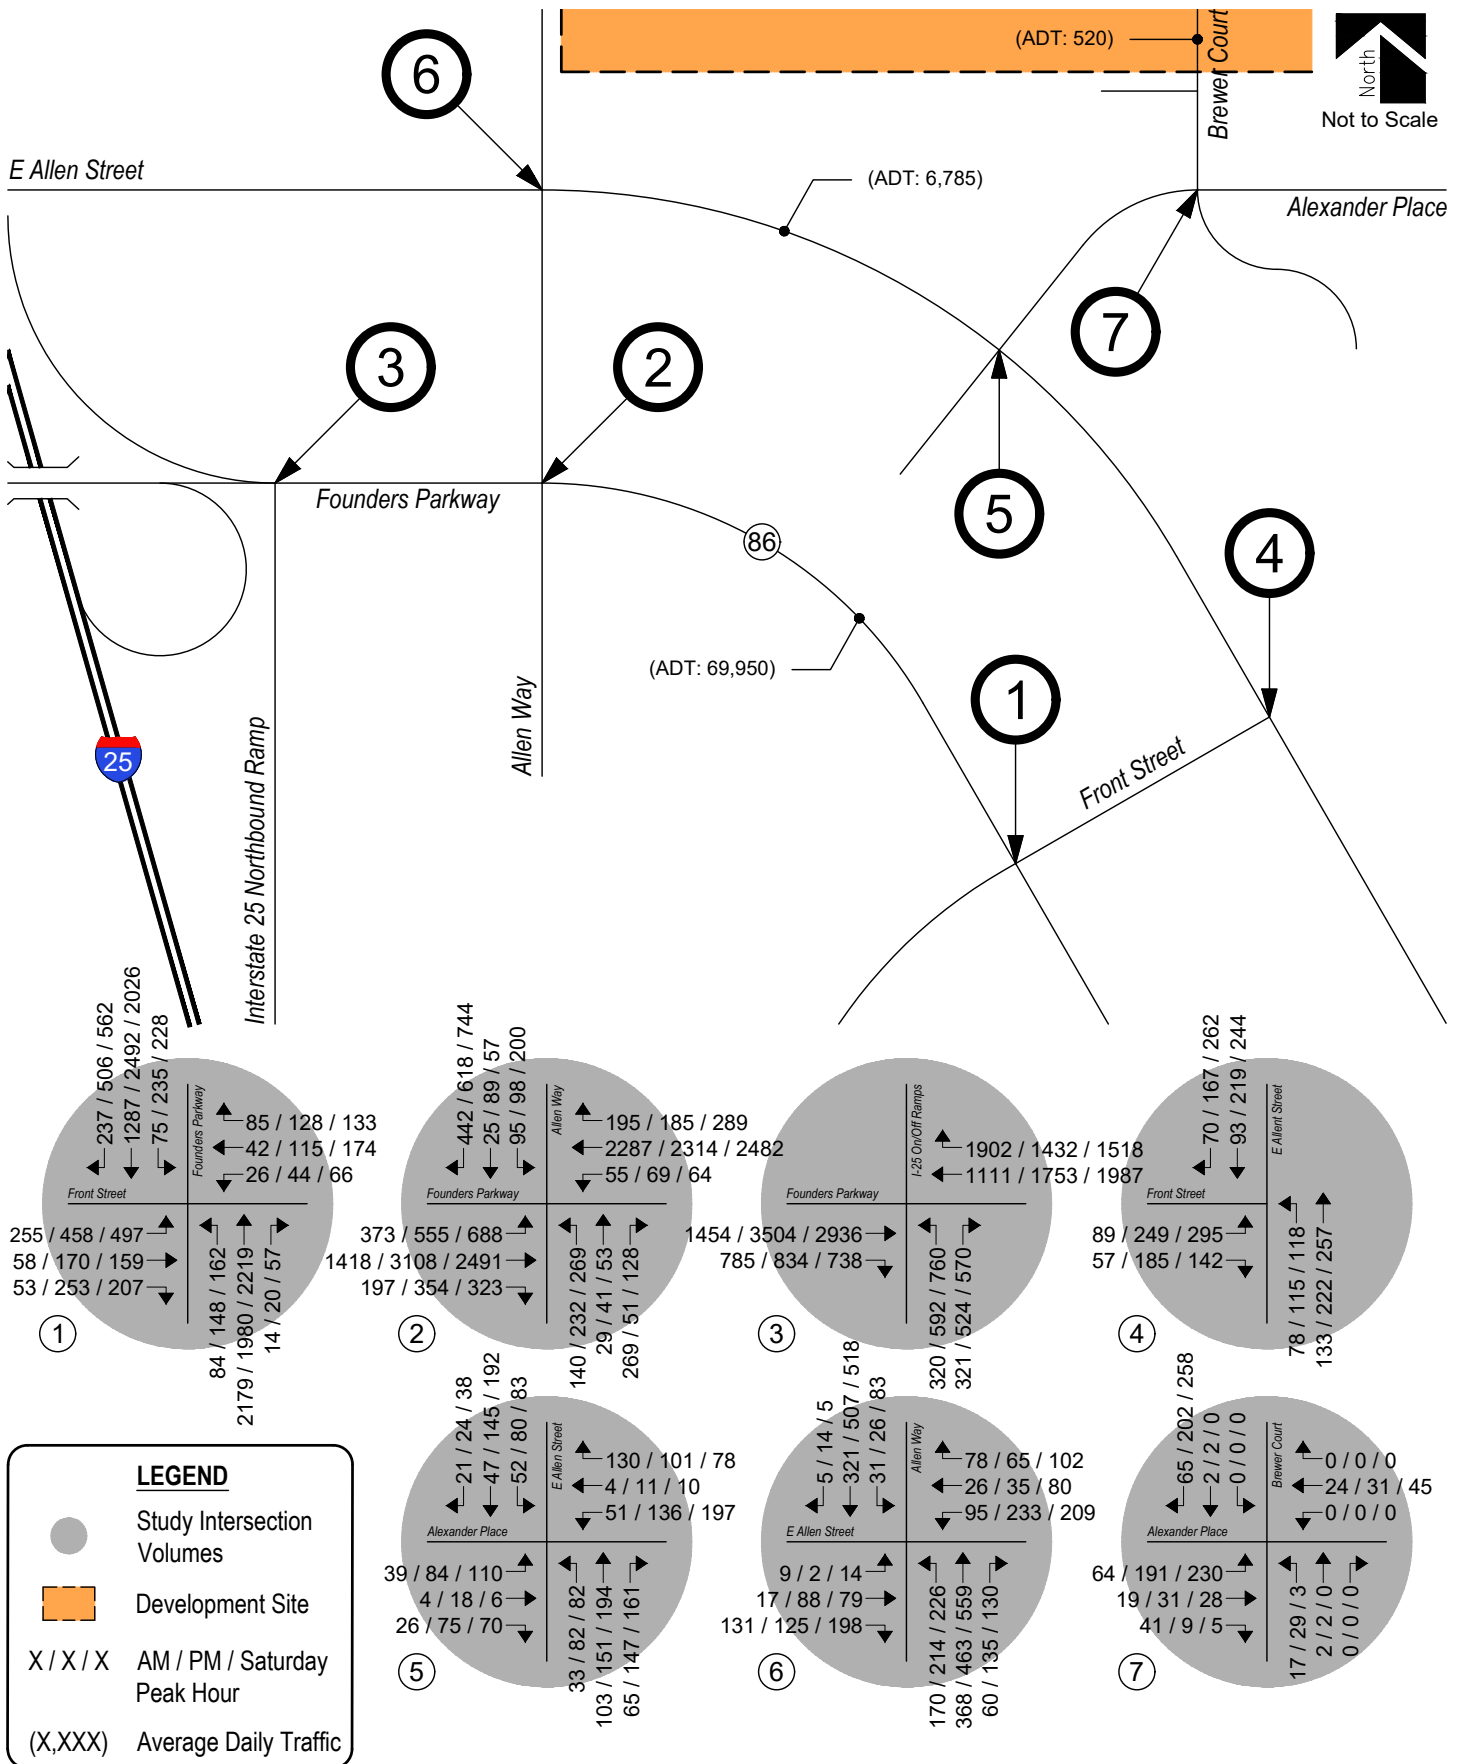 (ADT: 520)
Brewer Court
North
Not to Scale
6
E Allen Street
(ADT: 6,785)
Alexander Place
7
3
2
Founders Parkway
5
86
4
(ADT: 69,950)
1
Allen Way
Front Street
25
Interstate 25 Northbound Ramp
237 / 506 / 562
1287 / 2492 / 2026
75 / 235 / 228
Founders Parkway
85 / 128 / 133
42 / 115 / 174
26 / 44 / 66
Front Street
255 / 458 / 497
58 / 170 / 159
53 / 253 / 207
84 / 148 / 162
2179 / 1980 / 2219
14 / 20 / 57
1
442 / 618 / 744
25 / 89 / 57
95 / 98 / 200
Allen Way
195 / 185 / 289
2287 / 2314 / 2482
55 / 69 / 64
Founders Parkway
373 / 555 / 688
1418 / 3108 / 2491
197 / 354 / 323
140 / 232 / 269
29 / 41 / 53
269 / 51 / 128
2
I-25 On/Off Ramps
1902 / 1432 / 1518
1111 / 1753 / 1987
Founders Parkway
1454 / 3504 / 2936
785 / 834 / 738
320 / 592 / 760
321 / 524 / 570
3
70 / 167 / 262
93 / 219 / 244
E Allent Street
Front Street
89 / 249 / 295
57 / 185 / 142
78 / 115 / 118
133 / 222 / 257
4
21 / 24 / 38
47 / 145 / 192
52 / 80 / 83
E Allen Street
130 / 101 / 78
4 / 11 / 10
51 / 136 / 197
Alexander Place
39 / 84 / 110
4 / 18 / 6
26 / 75 / 70
33 / 82 / 82
103 / 151 / 194
65 / 147 / 161
5
5 / 14 / 5
321 / 507 / 518
31 / 26 / 83
Allen Way
78 / 65 / 102
26 / 35 / 80
95 / 233 / 209
E Allen Street
9 / 2 / 14
17 / 88 / 79
131 / 125 / 198
170 / 214 / 226
368 / 463 / 559
60 / 135 / 130
6
65 / 202 / 258
2 / 2 / 0
0 / 0 / 0
Brewer Court
0 / 0 / 0
24 / 31 / 45
0 / 0 / 0
Alexander Place
64 / 191 / 230
19 / 31 / 28
41 / 9 / 5
17 / 29 / 3
2 / 2 / 0
0 / 0 / 0
7
LEGEND
Study Intersection
Volumes
Development Site
X / X / X AM / PM / Saturday
Peak Hour
(X,XXX) Average Daily Traffic